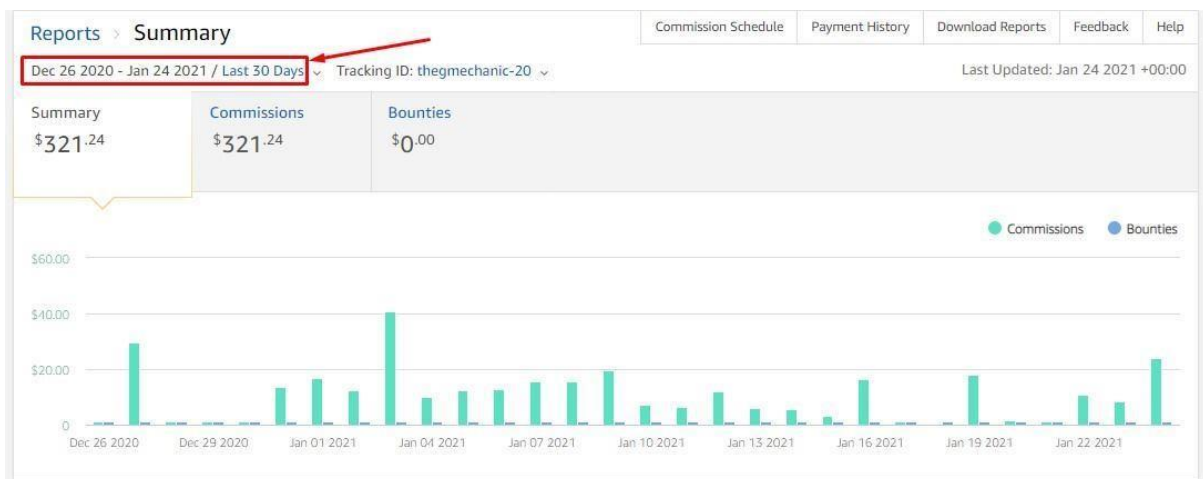 Reports > Summary
Commission Schedule
Payment History
Download Reports
Feedback
Help
Dec 26 2020 - Jan 24 2021 / Last 30 Days
Tracking ID: thegmechanic-20
Last Updated: Jan 24 2021 +00:00
Summary
$321.24
Commissions
$321.24
Bounties
$0.00
Commissions
Bounties
$60.00
$40.00
$20.00
0
Dec 26 2020
Dec 29 2020
Jan 01 2021
Jan 04 2021
Jan 07 2021
Jan 10 2021
Jan 13 2021
Jan 16 2021
Jan 19 2021
Jan 22 2021